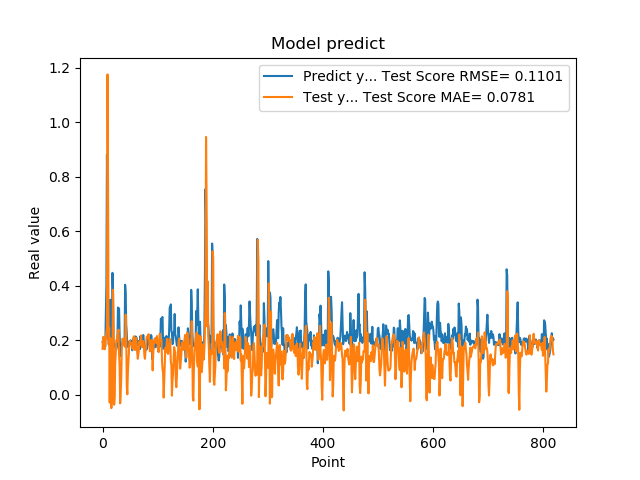 Model predict
Predict y... Test Score RMSE= 0.1101
Test y... Test Score MAE= 0.0781
Real value
1.2
1.0
0.8
0.6
0.4
0.2
0.0
0 200 400 600 800
Point